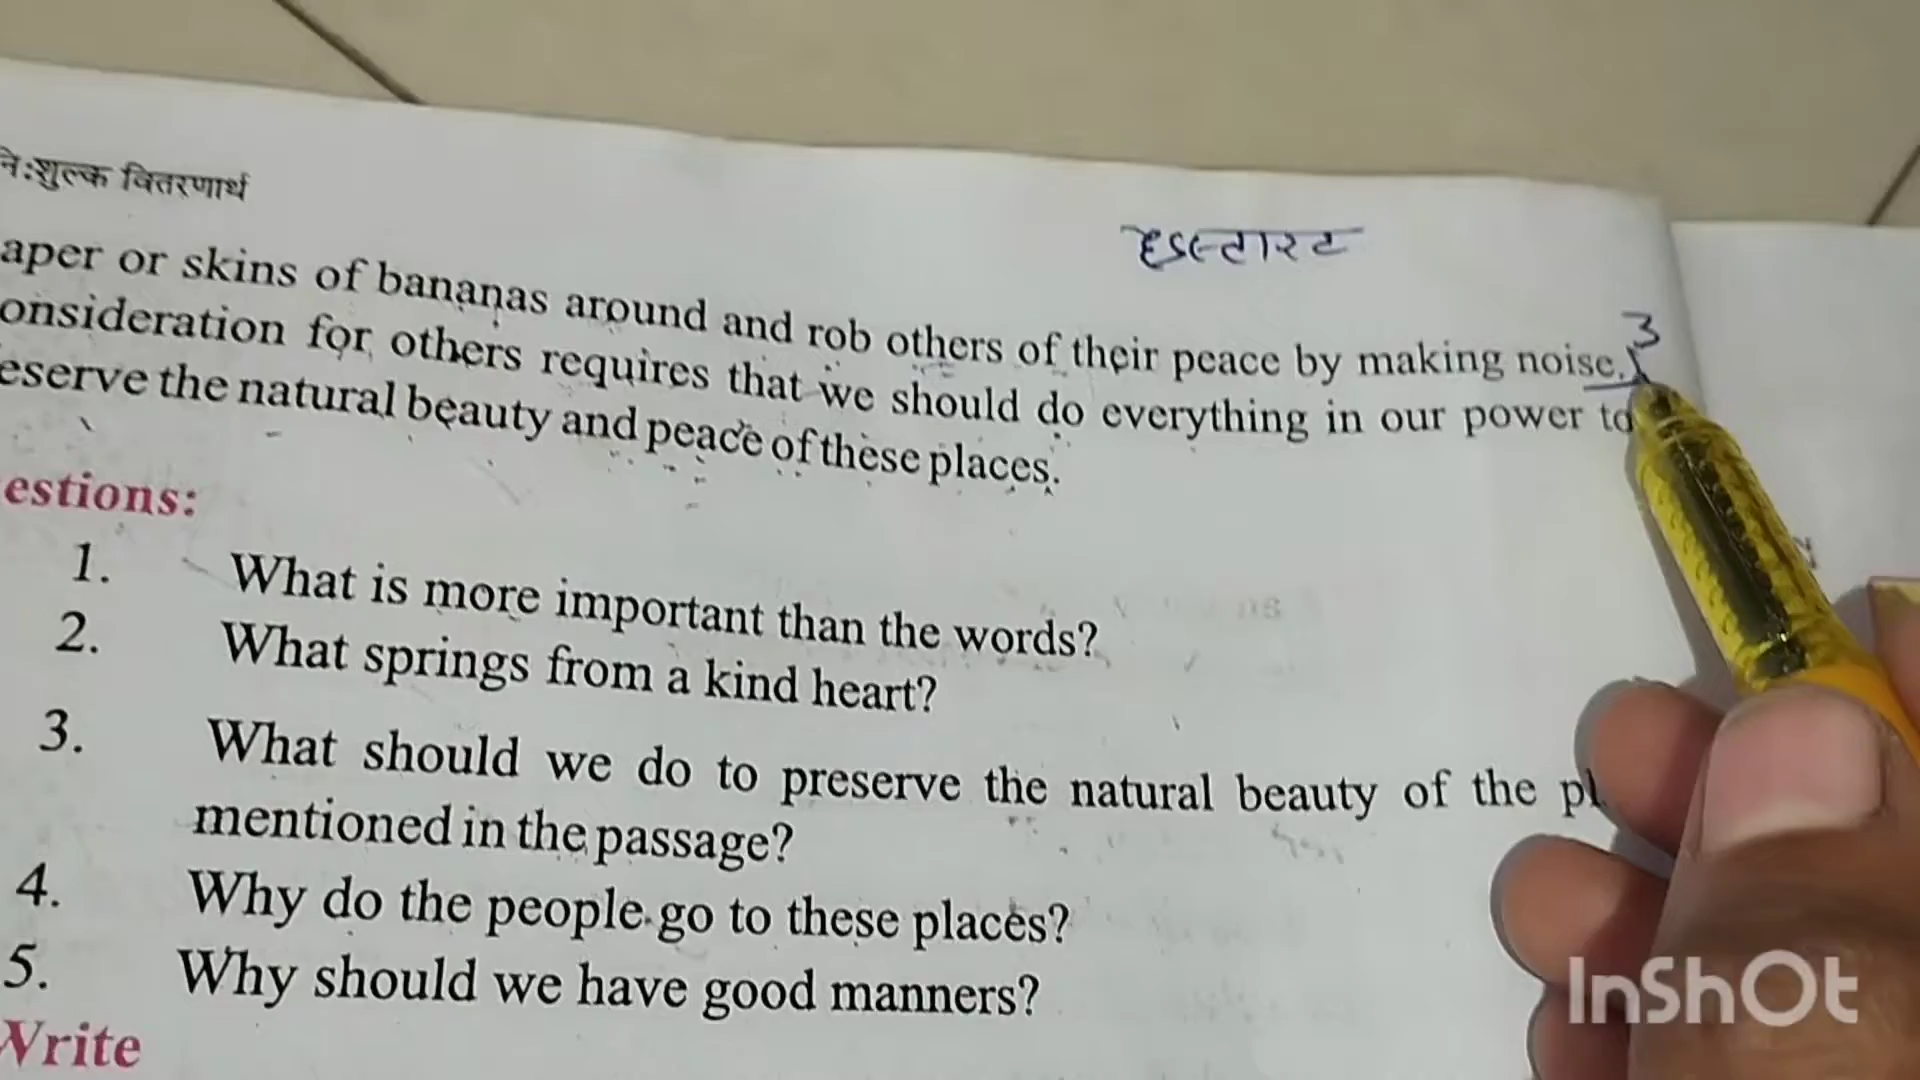 ने:शुल्क वितरणार्थ
aper or skins of bananas around and rob others of their peace by making noise.
3
onsideration for others requires that we should do everything in our power to
eserve the natural beauty and peace of these places.
estions:
1. What is more important than the words?
2. What springs from a kind heart?
3. What should we do to preserve the natural beauty of the pl
mentioned in the passage?
4. Why do the people go to these places?
5. Why should we have good manners?
Write
InShOt